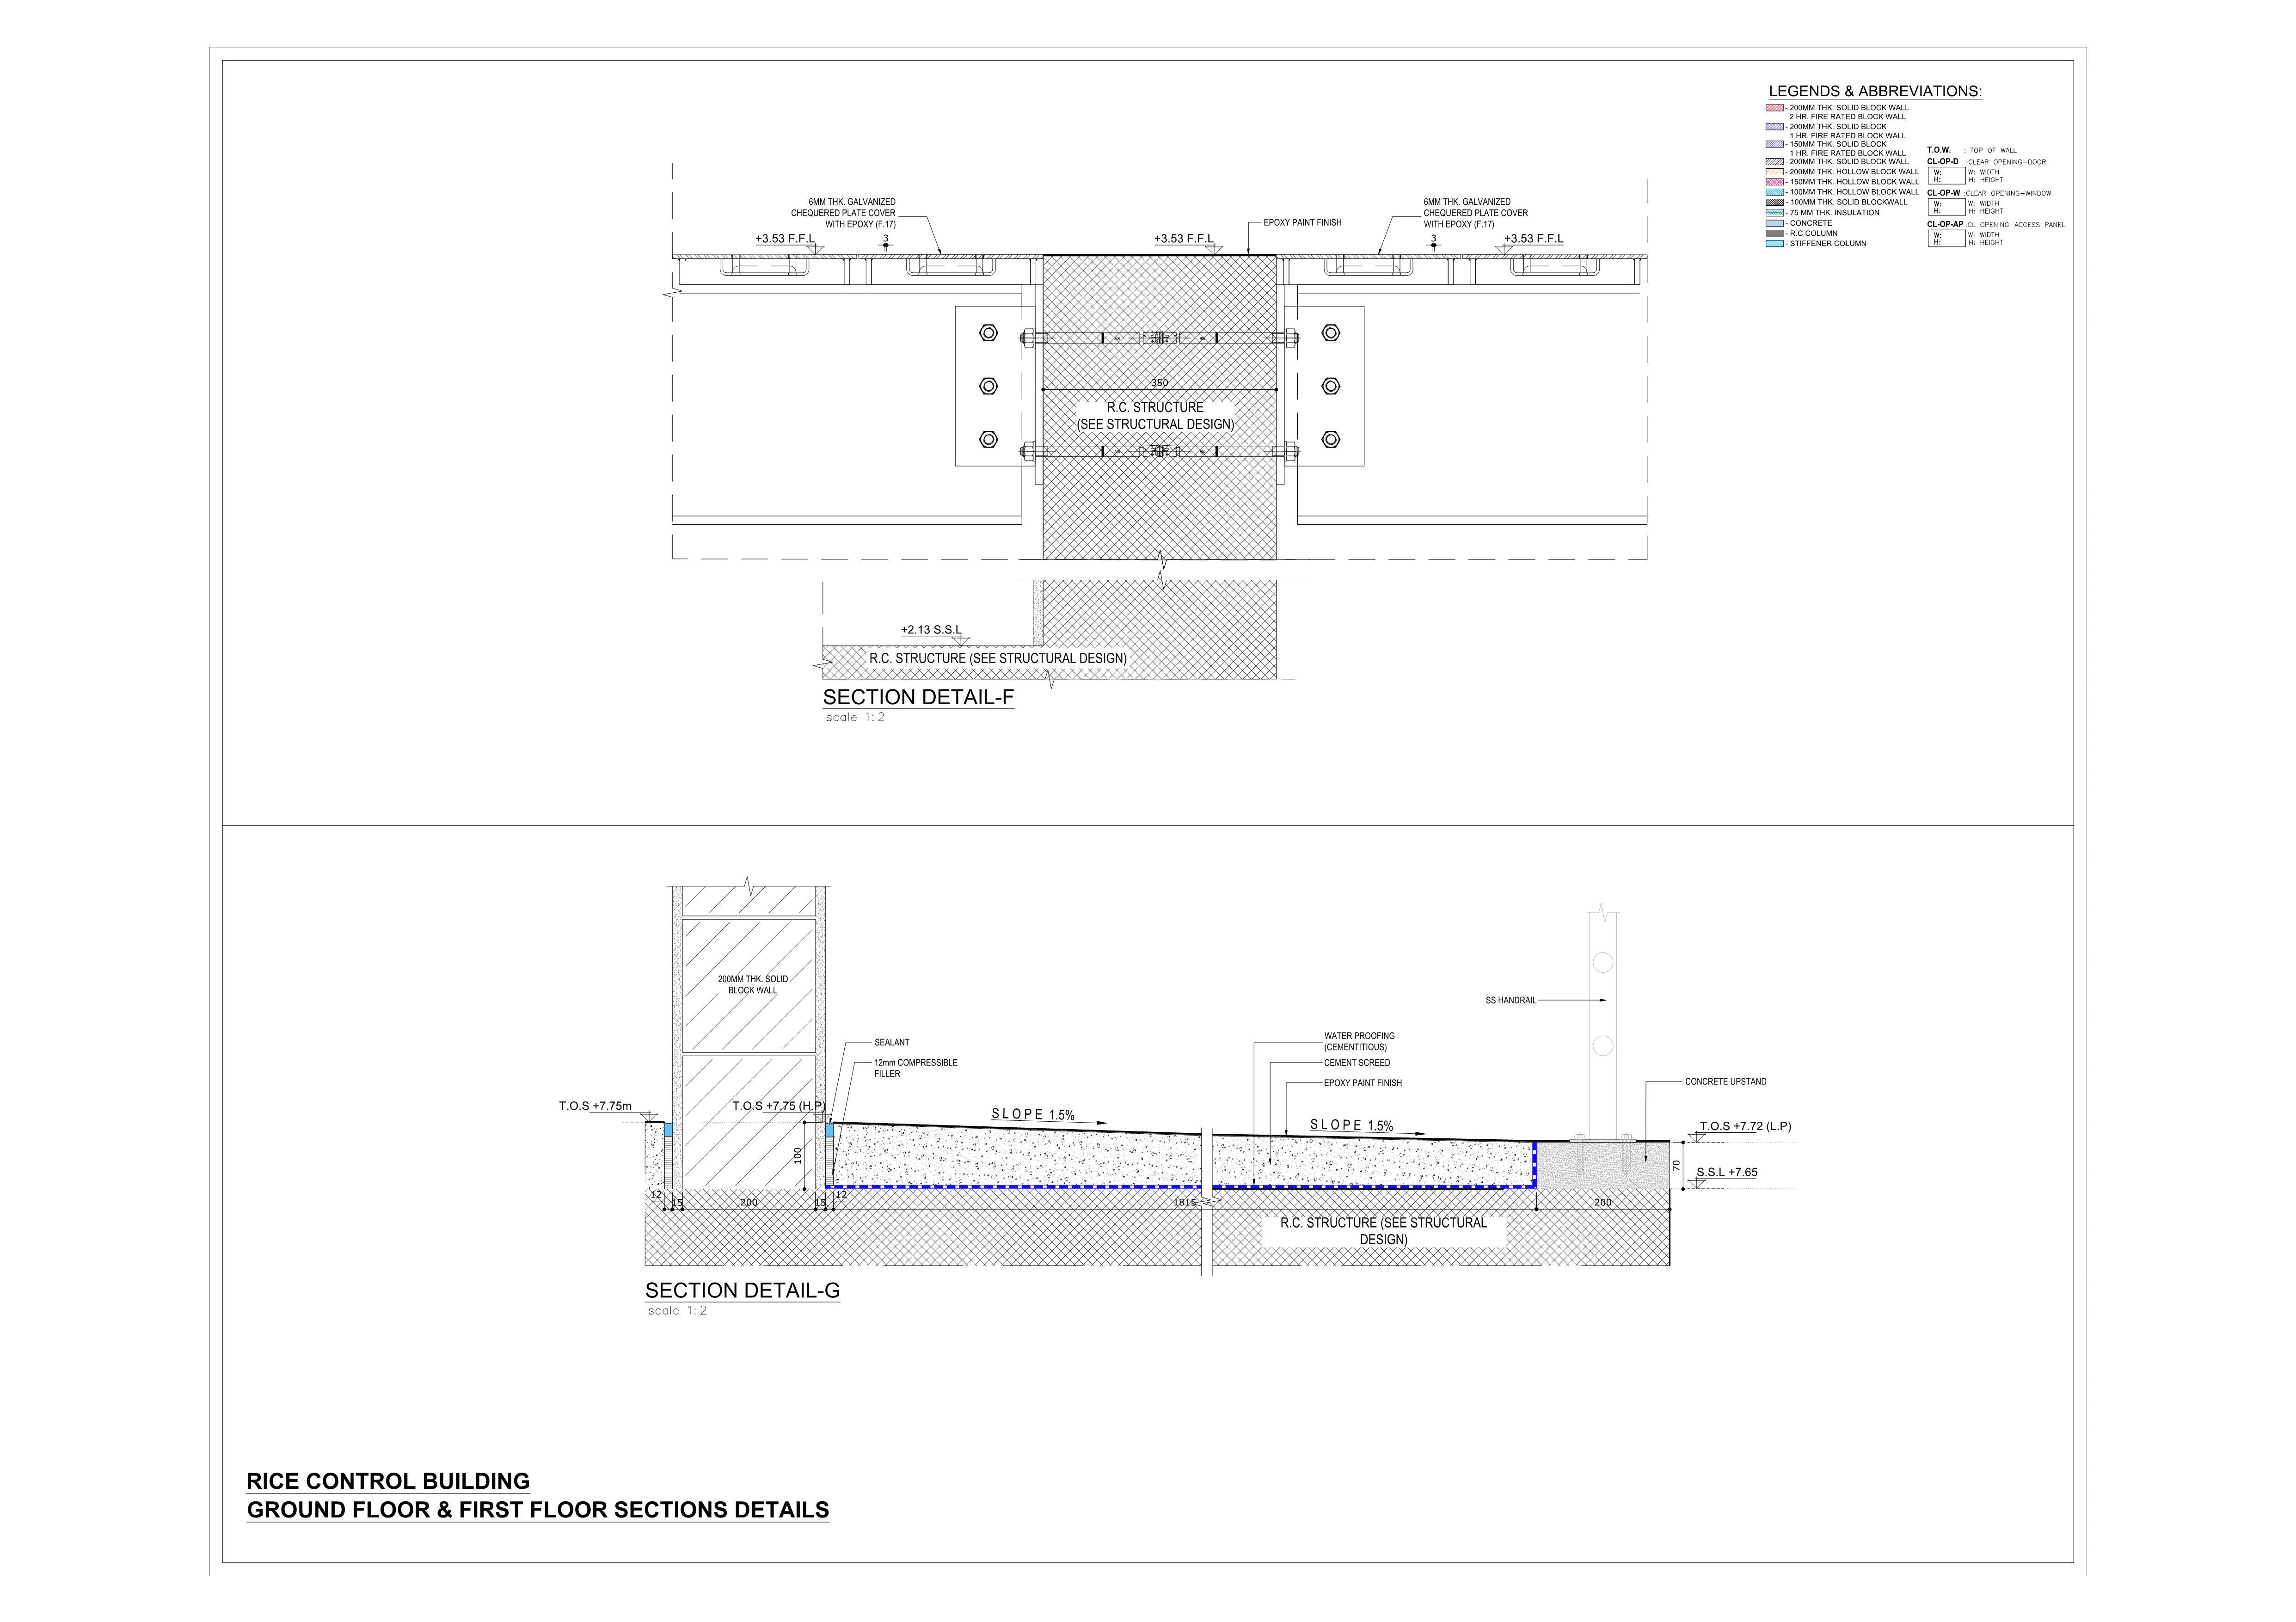 LEGENDS & ABBREVIATIONS:
- 200MM THK. SOLID BLOCK WALL
2 HR. FIRE RATED BLOCK WALL
- 200MM THK. SOLID BLOCK
1 HR. FIRE RATED BLOCK WALL
- 150MM THK. SOLID BLOCK
1 HR. FIRE RATED BLOCK WALL
- 200MM THK. SOLID BLOCK WALL
- 200MM THK. HOLLOW BLOCK WALL
- 150MM THK. HOLLOW BLOCK WALL
- 100MM THK. HOLLOW BLOCK WALL
- 100MM THK. SOLID BLOCKWALL
- 75 MM THK. INSULATION
- CONCRETE
- R.C COLUMN
- STIFFENER COLUMN
T.O.W. : TOP OF WALL
CL-OP-D :CLEAR OPENING-DOOR
W: W: WIDTH
H: H: HEIGHT
CL-OP-W :CLEAR OPENING-WINDOW
W: W: WIDTH
H: H: HEIGHT
CL-OP-AP :CL OPENING-ACCESS PANEL
W: W: WIDTH
H: H: HEIGHT
6MM THK. GALVANIZED
CHEQUERED PLATE COVER
WITH EPOXY (F.17)
6MM THK. GALVANIZED
CHEQUERED PLATE COVER
WITH EPOXY (F.17)
EPOXY PAINT FINISH
+3.53 F.F.L
3
+3.53 F.F.L
3
+3.53 F.F.L
350
R.C. STRUCTURE
(SEE STRUCTURAL DESIGN)
+2.13 S.S.L
R.C. STRUCTURE (SEE STRUCTURAL DESIGN)
SECTION DETAIL-F
scale 1:2
200MM THK. SOLID
BLOCK WALL
SS HANDRAIL
SEALANT
12mm COMPRESSIBLE
FILLER
WATER PROOFING
(CEMENTITIOUS)
CEMENT SCREED
EPOXY PAINT FINISH
CONCRETE UPSTAND
T.O.S +7.75m
T.O.S +7.75 (H.P)
SLOPE 1.5%
SLOPE 1.5%
T.O.S +7.72 (L.P)
100
70
S.S.L +7.65
12
15
200
15
12
1815
200
R.C. STRUCTURE (SEE STRUCTURAL
DESIGN)
SECTION DETAIL-G
scale 1:2
RICE CONTROL BUILDING
GROUND FLOOR & FIRST FLOOR SECTIONS DETAILS